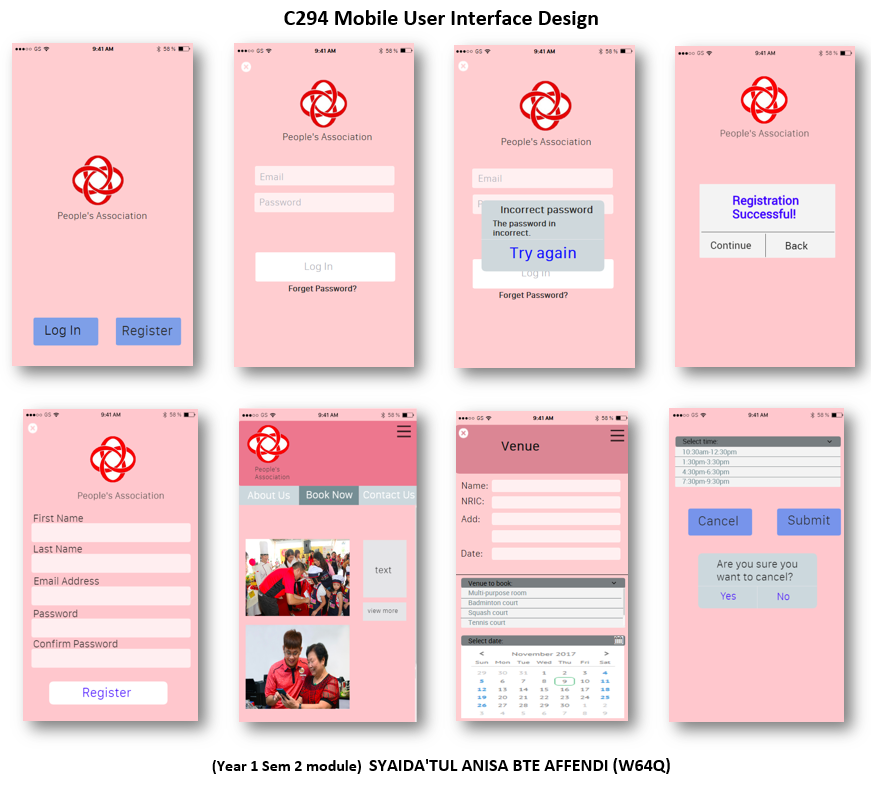 C294 Mobile User Interface Design
GS 9:41 AM 58 %
People's Association
Log In Register
GS 9:41 AM 58 %
People's Association
Email
Password
Log In
Forget Password?
GS 9:41 AM 58 %
People's Association
Email
P
Incorrect password
The password in
incorrect.
Try again
Log In
Forget Password?
GS 9:41 AM 58 %
People's Association
Registration
Successful!
Continue Back
GS 9:41 AM 58 %
People's Association
First Name
Last Name
Email Address
Password
Confirm Password
Register
GS 9:41 AM 58 %
People's
Association
About Us Book Now Contact Us
text
view more
GS 9:41 AM 58 %
Venue
Name:
NRIC:
Add:
Date:
Venue to book:
Multi-purpose room
Badminton court
Squash court
Tennis court
Select date
< November 2017 >
Sun Mon Tue Wed Thu Fri Sat
29 30 31 1 2 3 4
5 6 7 8 9 10 11
12 13 14 15 16 17 18
19 20 21 22 23 24 25
26 27 28 29 30 1 2
3 4 5 6 7 8 9
GS 9:41 AM 58 %
Select time:
10:30am-12:30pm
1:30pm-3:30pm
4:30pm-6:30pm
7:30pm-9:30pm
Cancel Submit
Are you sure you
want to cancel?
Yes No
(Year 1 Sem 2 module) SYAIDA'TUL ANISA BTE AFFENDI (W64Q)